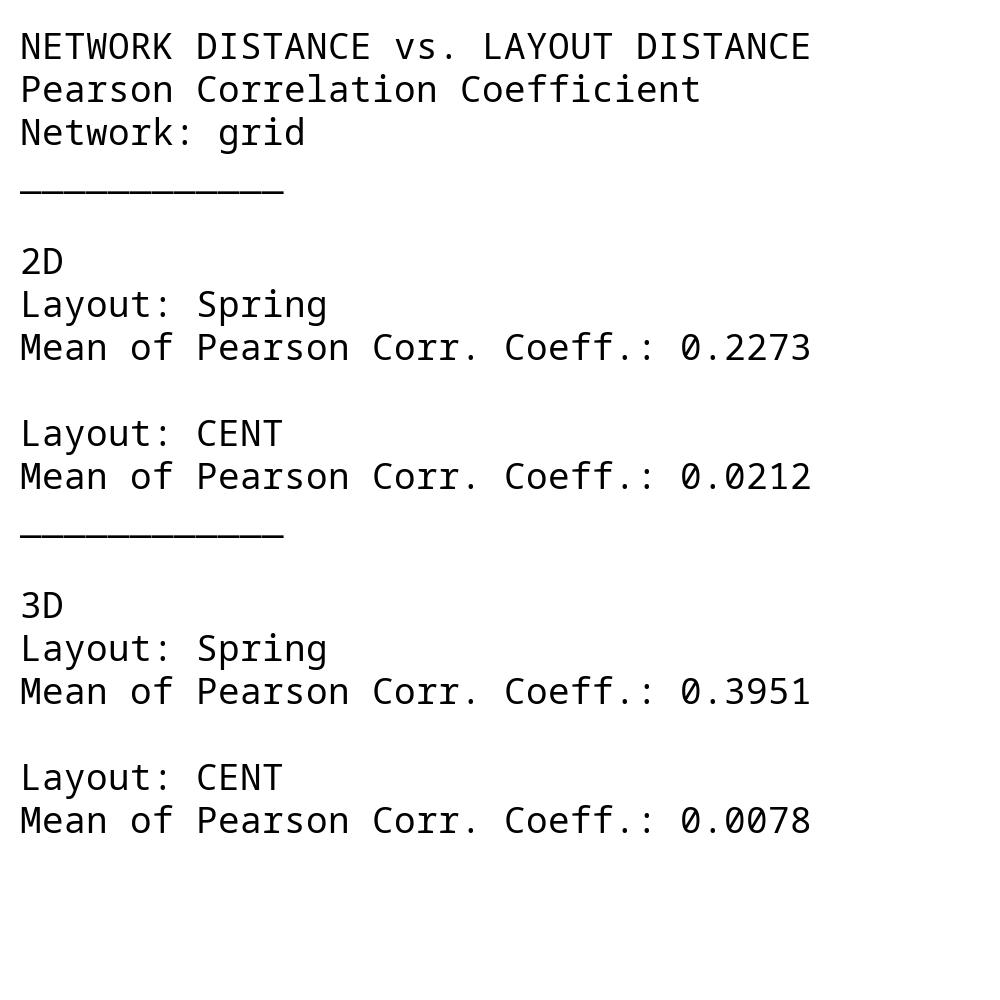 NETWORK DISTANCE vs. LAYOUT DISTANCE
Pearson Correlation Coefficient
Network: grid
____________
2D
Layout: Spring
Mean of Pearson Corr. Coeff.: 0.2273
Layout: CENT
Mean of Pearson Corr. Coeff.: 0.0212
____________
3D
Layout: Spring
Mean of Pearson Corr. Coeff.: 0.3951
Layout: CENT
Mean of Pearson Corr. Coeff.: 0.0078